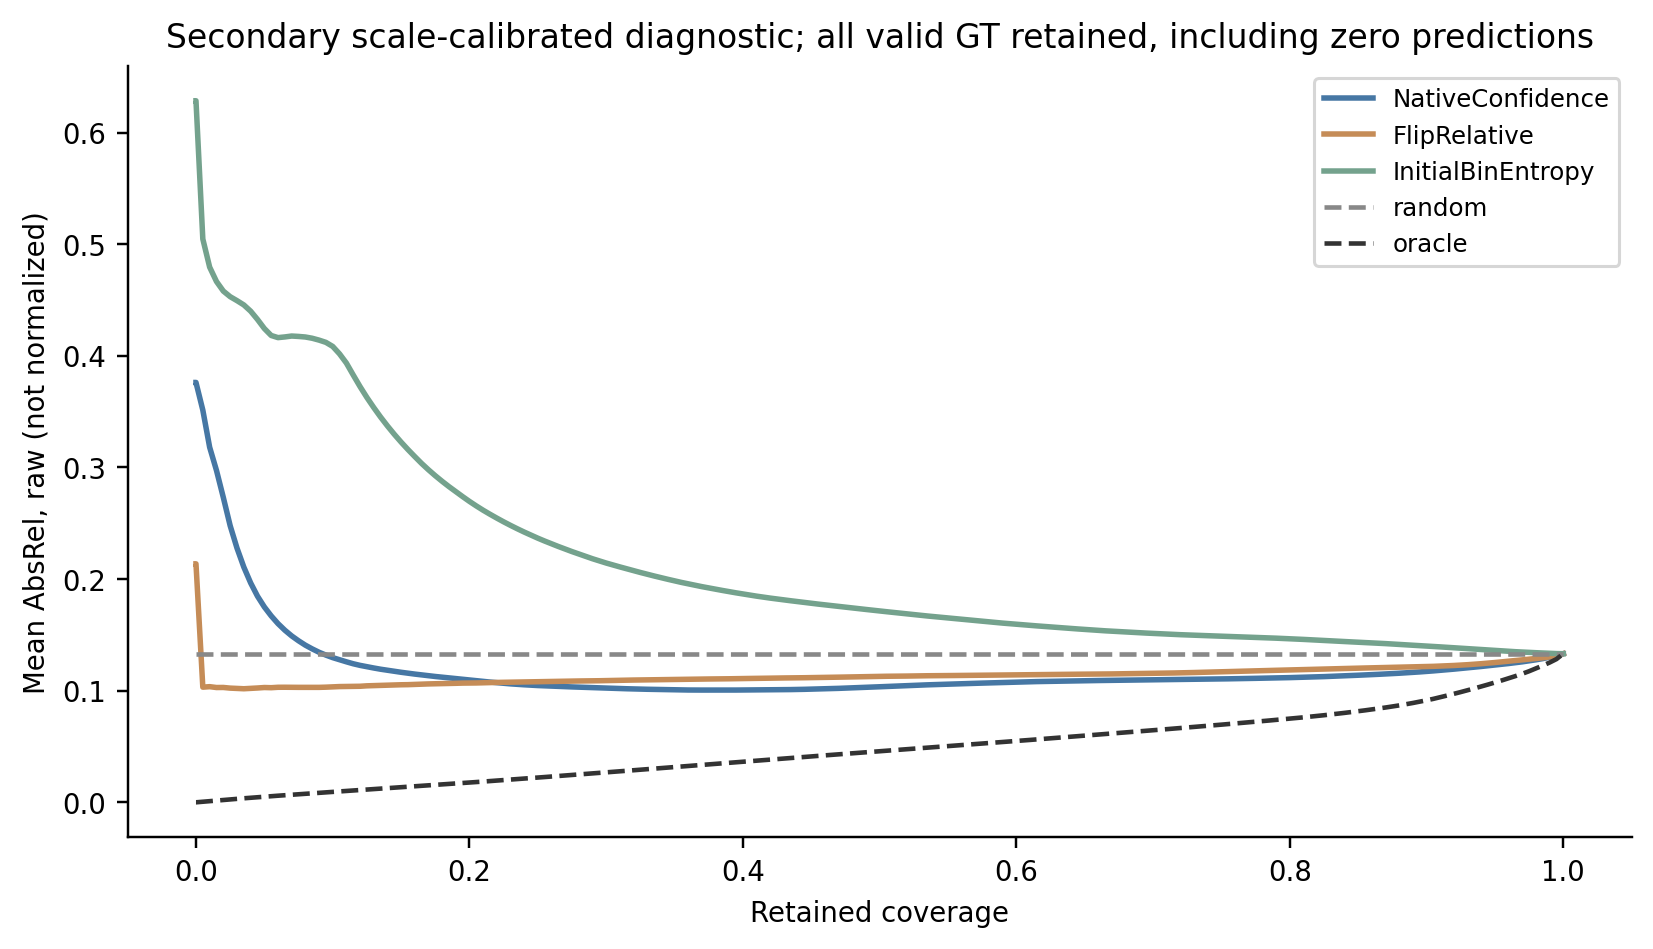 Secondary scale-calibrated diagnostic; all valid GT retained, including zero predictions
NativeConfidence
FlipRelative
InitialBinEntropy
random
oracle
Mean AbsRel, raw (not normalized)
0.6
0.5
0.4
0.3
0.2
0.1
0.0
0.0 0.2 0.4 0.6 0.8 1.0
Retained coverage